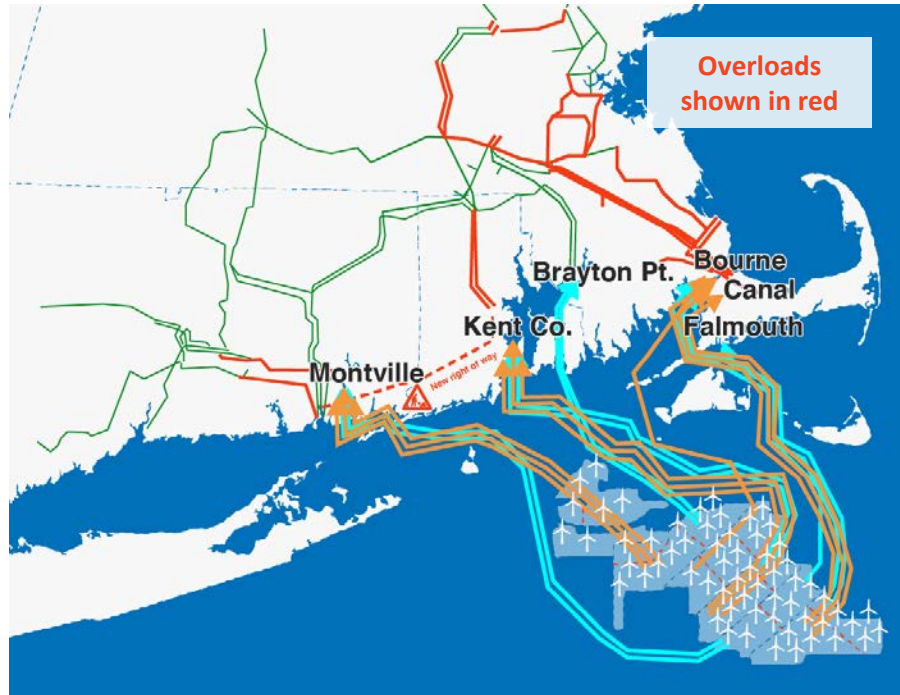 Overloads
shown in red
Bourne
Brayton Pt.
Canal
Kent Co.
Falmouth
Montville
New right of way